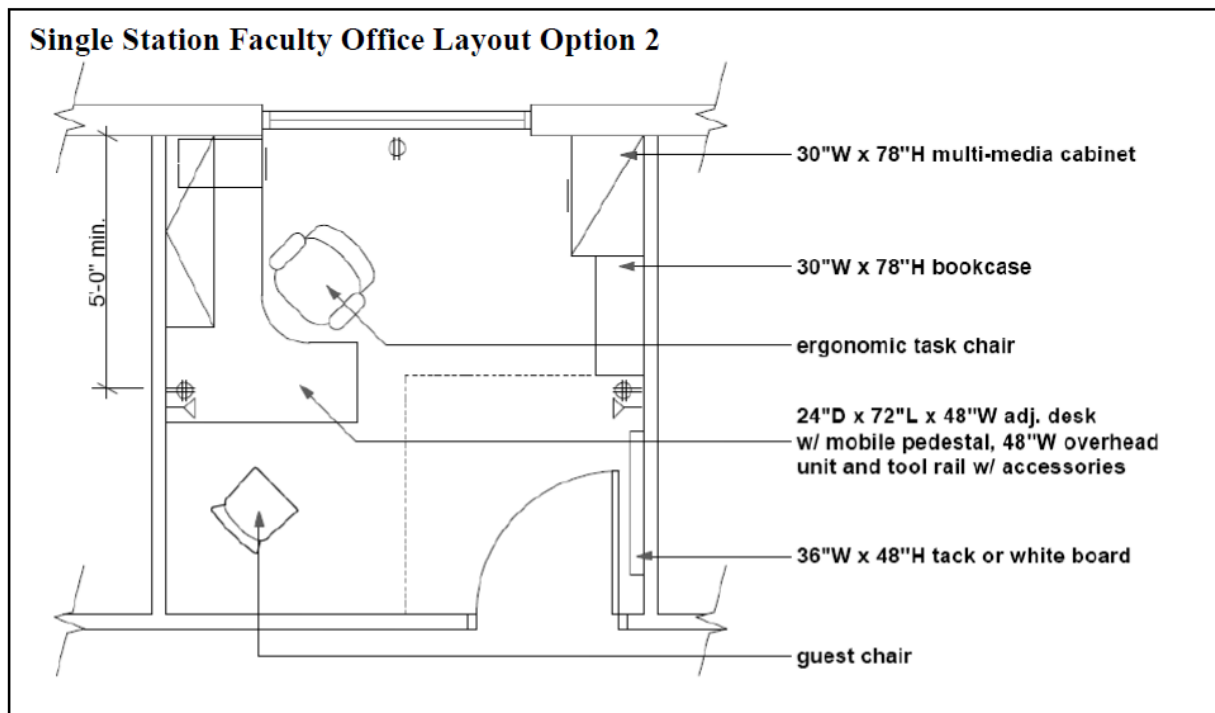 Single Station Faculty Office Layout Option 2
5'-0" min.
30"W x 78"H multi-media cabinet
30"W x 78"H bookcase
ergonomic task chair
24"D x 72"L x 48"W adj. desk
w/ mobile pedestal, 48"W overhead
unit and tool rail w/ accessories
36"W x 48"H tack or white board
guest chair